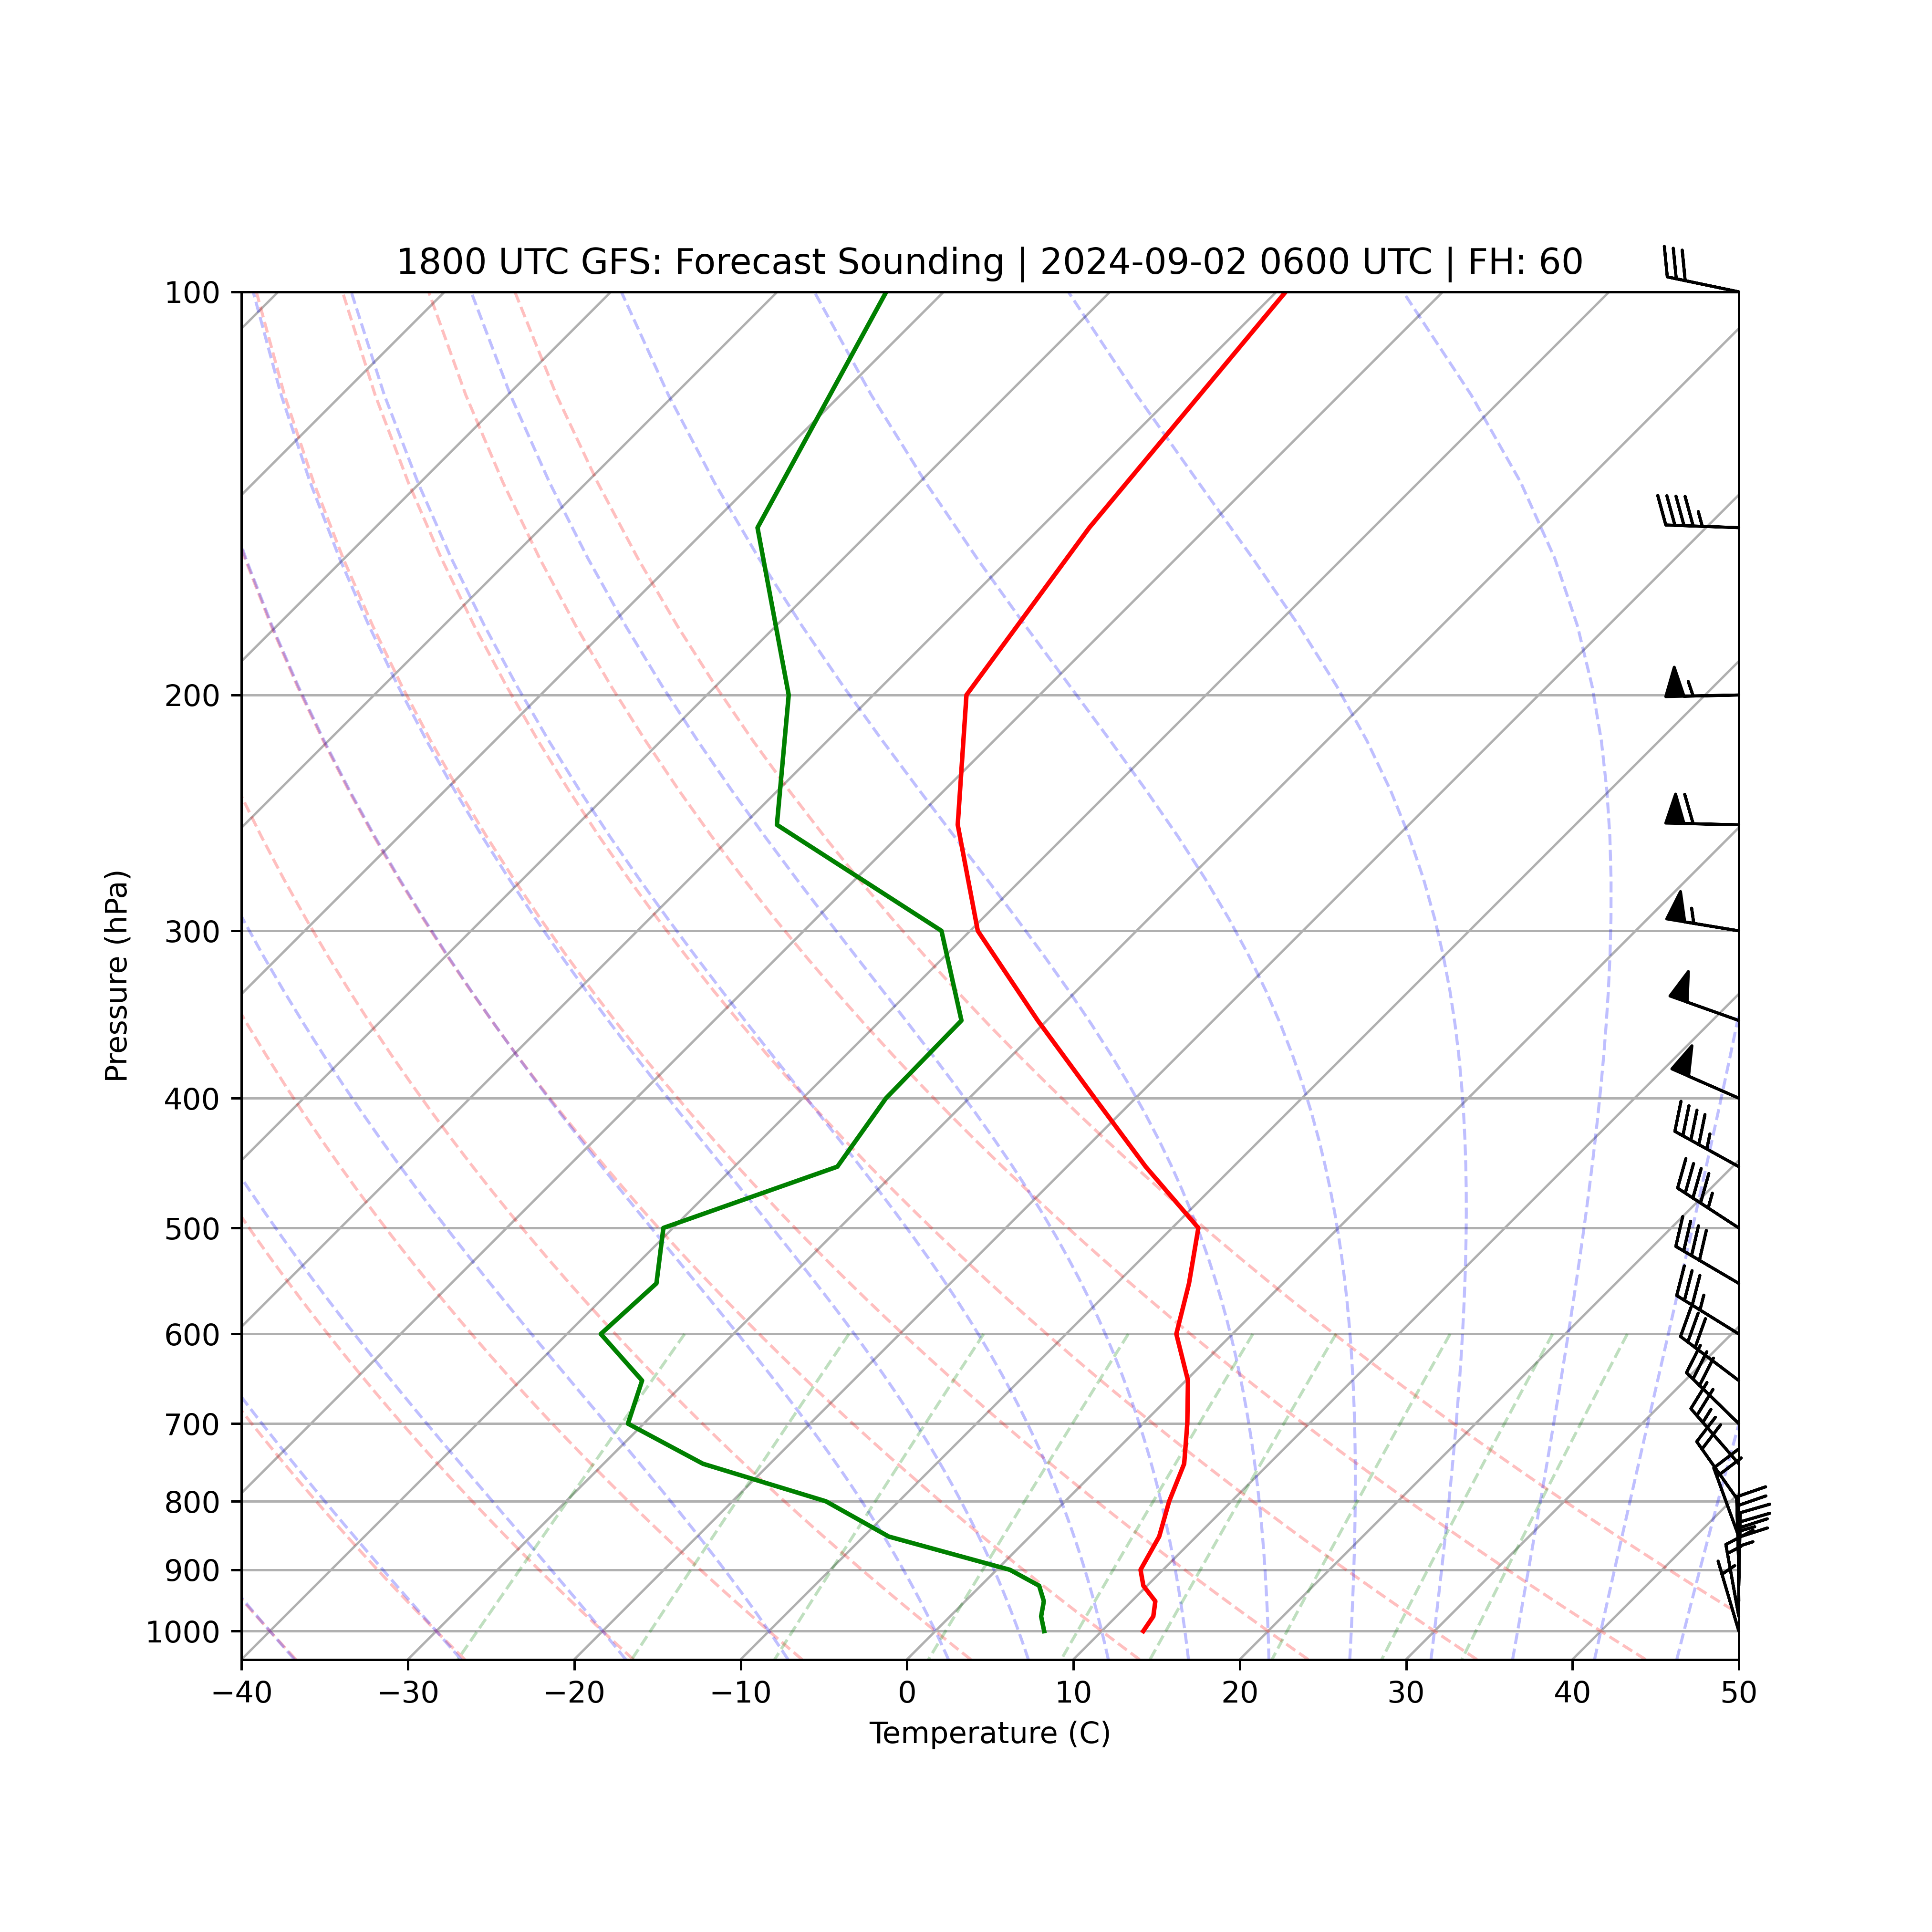 1800 UTC GFS: Forecast Sounding | 2024-09-02 0600 UTC | FH: 60
100
200
300
400
500
600
700
800
900
1000
Pressure (hPa)
−40 −30 −20 −10 0 10 20 30 40 50
Temperature (C)